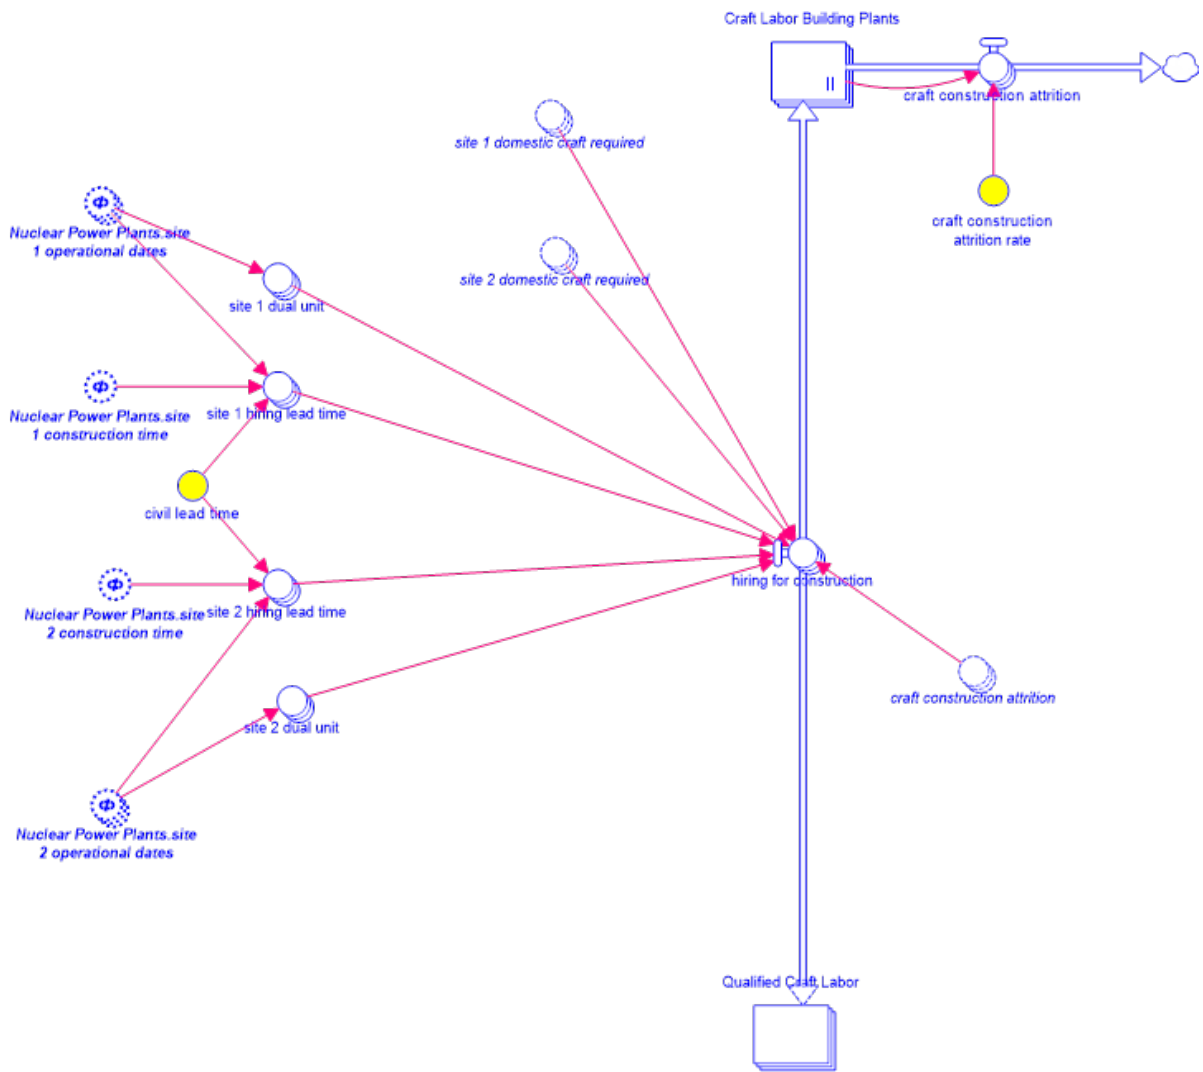 Craft Labor Building Plants
craft construction attrition
site 1 domestic craft required
craft construction
attrition rate
Nuclear Power Plants.site
1 operational dates
site 2 domestic craft required
site 1 dual unit
Nuclear Power Plants.site
1 construction time
site 1 hiring lead time
civil lead time
hiring for construction
Nuclear Power Plants.site
2 construction time
site 2 hiring lead time
craft construction attrition
site 2 dual unit
Nuclear Power Plants.site
2 operational dates
Qualified Craft Labor